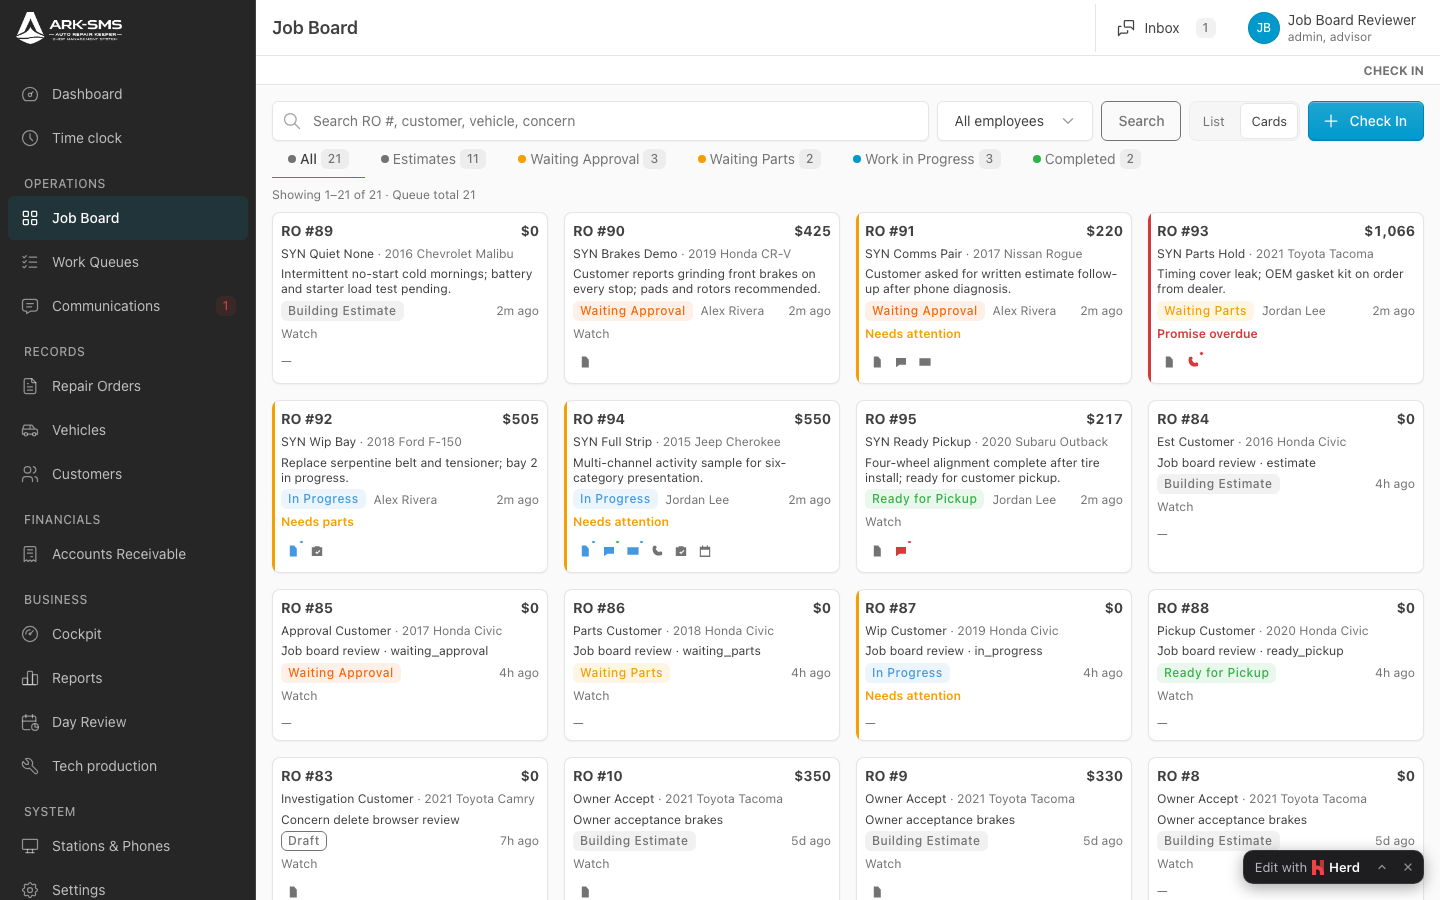 ARK-SMS
AUTO REPAIR KEEPER
SHOP MANAGEMENT SYSTEM
Job Board
Inbox 1
JB
Job Board Reviewer
admin, advisor
CHECK IN
Dashboard
Time clock
OPERATIONS
Job Board
Work Queues
Communications 1
RECORDS
Repair Orders
Vehicles
Customers
FINANCIALS
Accounts Receivable
BUSINESS
Cockpit
Reports
Day Review
Tech production
SYSTEM
Stations & Phones
Settings
Search RO #, customer, vehicle, concern
All employees
Search
List
Cards
Check In
All 21
Estimates 11
Waiting Approval 3
Waiting Parts 2
Work in Progress 3
Completed 2
Showing 1–21 of 21 · Queue total 21
RO #89 $0
SYN Quiet None · 2016 Chevrolet Malibu
Intermittent no-start cold mornings; battery
and starter load test pending.
Building Estimate 2m ago
Watch
—
RO #90 $425
SYN Brakes Demo · 2019 Honda CR-V
Customer reports grinding front brakes on
every stop; pads and rotors recommended.
Waiting Approval Alex Rivera 2m ago
Watch
RO #91 $220
SYN Comms Pair · 2017 Nissan Rogue
Customer asked for written estimate follow-
up after phone diagnosis.
Waiting Approval Alex Rivera 2m ago
Needs attention
RO #93 $1,066
SYN Parts Hold · 2021 Toyota Tacoma
Timing cover leak; OEM gasket kit on order
from dealer.
Waiting Parts Jordan Lee 2m ago
Promise overdue
RO #92 $505
SYN Wip Bay · 2018 Ford F-150
Replace serpentine belt and tensioner; bay 2
in progress.
In Progress Alex Rivera 2m ago
Needs parts
RO #94 $550
SYN Full Strip · 2015 Jeep Cherokee
Multi-channel activity sample for six-
category presentation.
In Progress Jordan Lee 2m ago
Needs attention
RO #95 $217
SYN Ready Pickup · 2020 Subaru Outback
Four-wheel alignment complete after tire
install; ready for customer pickup.
Ready for Pickup Jordan Lee 2m ago
Watch
RO #84 $0
Est Customer · 2016 Honda Civic
Job board review · estimate
Building Estimate 4h ago
Watch
—
RO #85 $0
Approval Customer · 2017 Honda Civic
Job board review · waiting_approval
Waiting Approval 4h ago
Watch
—
RO #86 $0
Parts Customer · 2018 Honda Civic
Job board review · waiting_parts
Waiting Parts 4h ago
Watch
—
RO #87 $0
Wip Customer · 2019 Honda Civic
Job board review · in_progress
In Progress 4h ago
Needs attention
—
RO #88 $0
Pickup Customer · 2020 Honda Civic
Job board review · ready_pickup
Ready for Pickup 4h ago
Watch
—
RO #83 $0
Investigation Customer · 2021 Toyota Camry
Concern delete browser review
Draft 7h ago
Watch
RO #10 $350
Owner Accept · 2021 Toyota Tacoma
Owner acceptance brakes
Building Estimate 5d ago
Watch
RO #9 $330
Owner Accept · 2021 Toyota Tacoma
Owner acceptance brakes
Building Estimate 5d ago
Watch
RO #8 $0
Owner Accept · 2021 Toyota Tacoma
Owner acceptance brakes
Building Estimate 5d ago
Watch
—
Edit with Herd